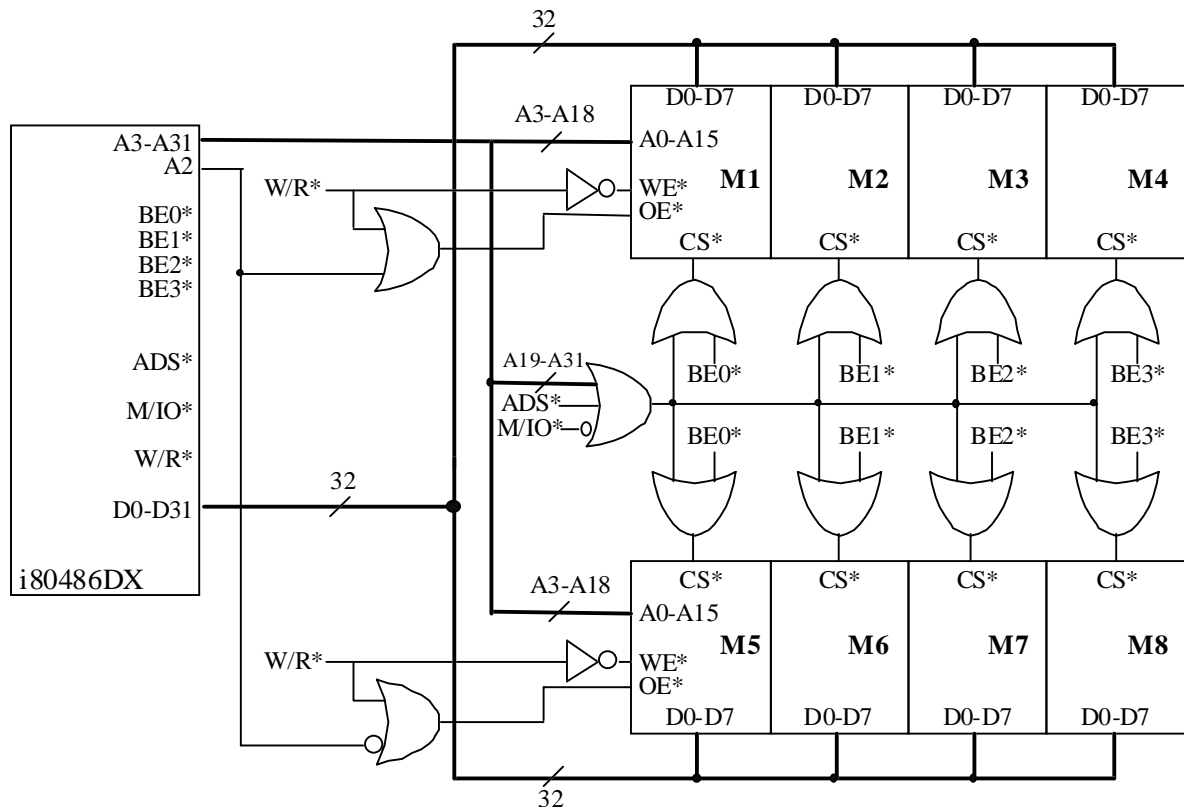 32
D0-D7 D0-D7 D0-D7 D0-D7
A3-A31
A3-A18
A0-A15
A2
W/R*
WE*
M1 M2 M3 M4
OE*
BE0*
BE1*
BE2*
BE3*
CS* CS* CS* CS*
ADS*
A19-A31
BE0* BE1* BE2* BE3*
ADS*
M/IO*
M/IO*
BE0* BE1* BE2* BE3*
W/R*
32
D0-D31
i80486DX
CS* CS* CS* CS*
A3-A18
A0-A15
M5 M6 M7 M8
W/R*
WE*
OE*
D0-D7 D0-D7 D0-D7 D0-D7
32